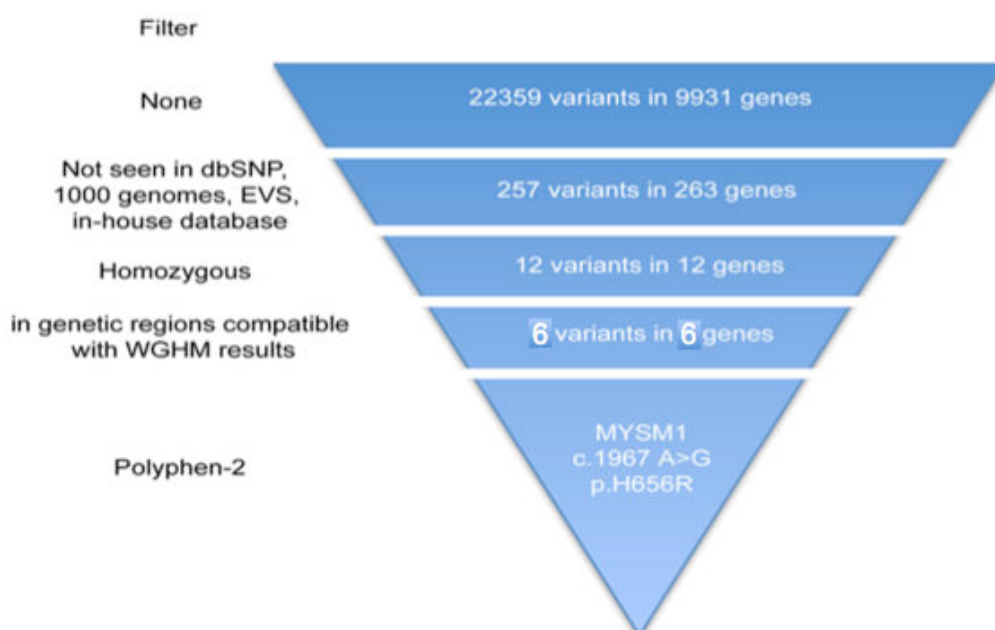 Filter
None
22359 variants in 9931 genes
Not seen in dbSNP,
1000 genomes, EVS,
in-house database
257 variants in 263 genes
Homozygous
12 variants in 12 genes
in genetic regions compatible
with WGHM results
6 variants in 6 genes
Polyphen-2
MYSM1
c.1967 A>G
p.H656R